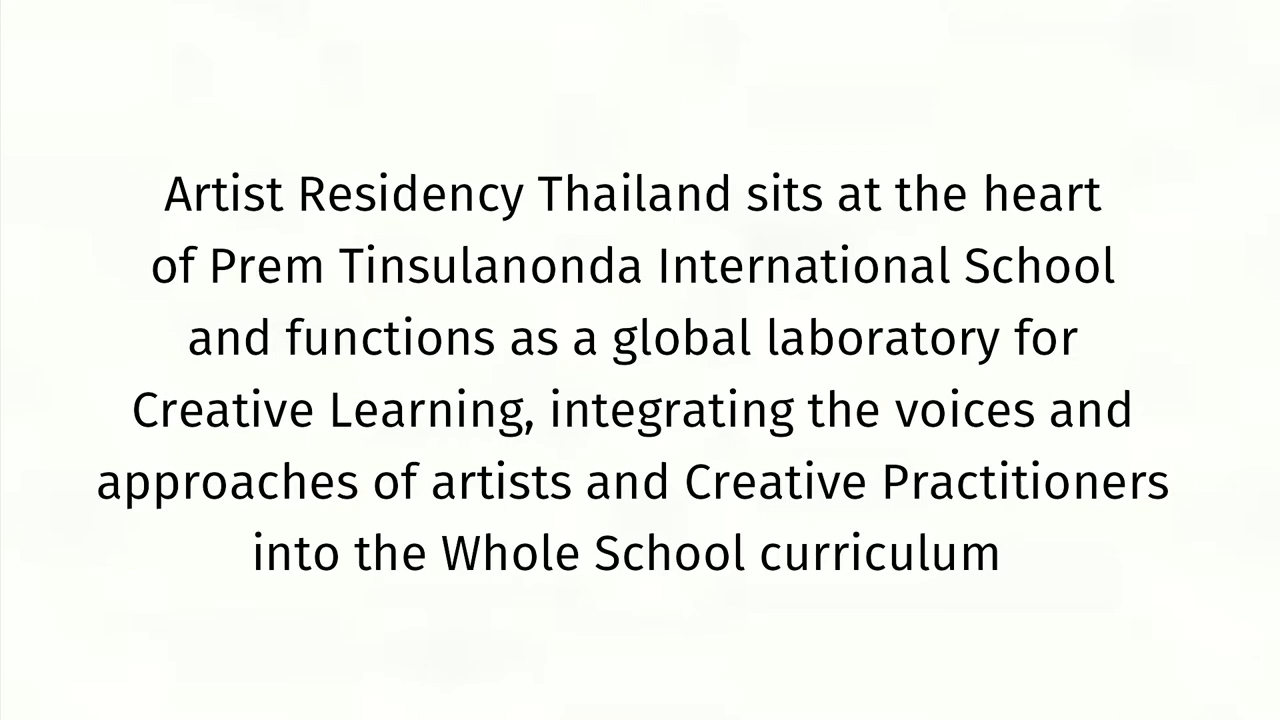 Artist Residency Thailand sits at the heart
of Prem Tinsulanonda International School
and functions as a global laboratory for
Creative Learning, integrating the voices and
approaches of artists and Creative Practitioners
into the Whole School curriculum